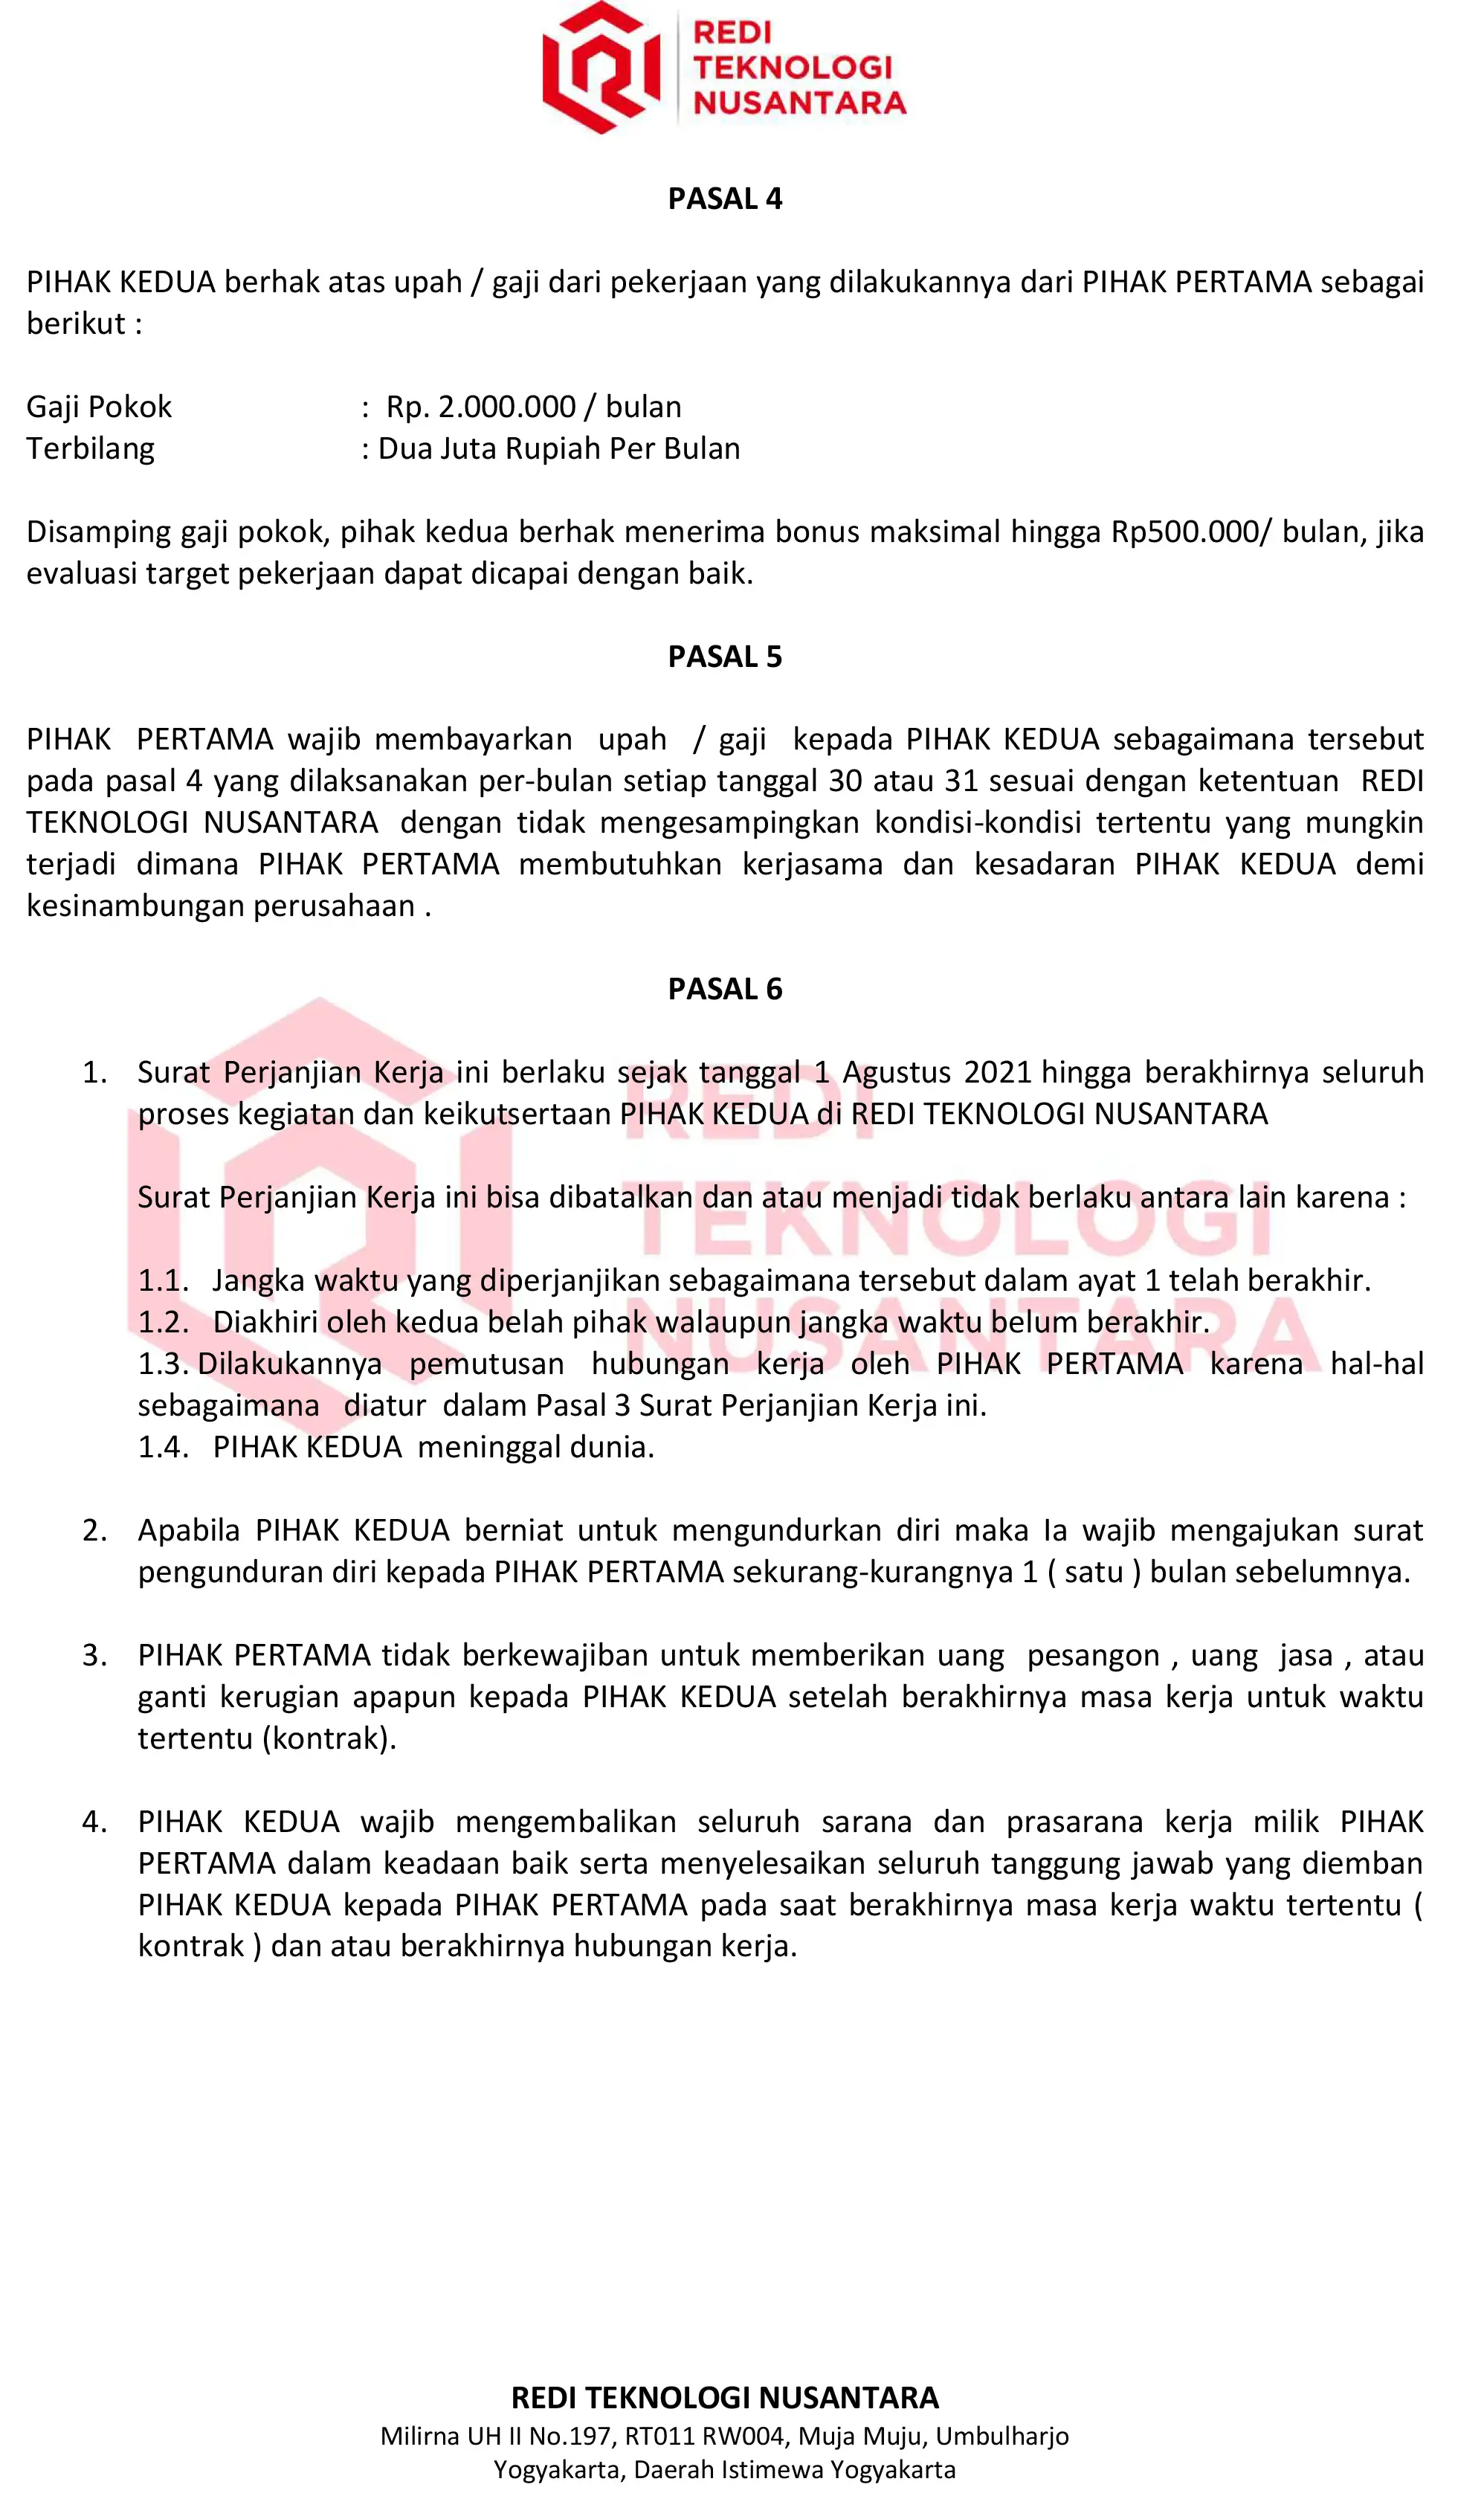 REDI
TEKNOLOGI
NUSANTARA
PASAL 4
PIHAK KEDUA berhak atas upah / gaji dari pekerjaan yang dilakukannya dari PIHAK PERTAMA sebagai
berikut :
Gaji Pokok : Rp. 2.000.000 / bulan
Terbilang : Dua Juta Rupiah Per Bulan
Disamping gaji pokok, pihak kedua berhak menerima bonus maksimal hingga Rp500.000/ bulan, jika
evaluasi target pekerjaan dapat dicapai dengan baik.
PASAL 5
PIHAK PERTAMA wajib membayarkan upah / gaji kepada PIHAK KEDUA sebagaimana tersebut
pada pasal 4 yang dilaksanakan per-bulan setiap tanggal 30 atau 31 sesuai dengan ketentuan REDI
TEKNOLOGI NUSANTARA dengan tidak mengesampingkan kondisi-kondisi tertentu yang mungkin
terjadi dimana PIHAK PERTAMA membutuhkan kerjasama dan kesadaran PIHAK KEDUA demi
kesinambungan perusahaan .
PASAL 6
1. Surat Perjanjian Kerja ini berlaku sejak tanggal 1 Agustus 2021 hingga berakhirnya seluruh
proses kegiatan dan keikutsertaan PIHAK KEDUA di REDI TEKNOLOGI NUSANTARA
Surat Perjanjian Kerja ini bisa dibatalkan dan atau menjadi tidak berlaku antara lain karena :
1.1. Jangka waktu yang diperjanjikan sebagaimana tersebut dalam ayat 1 telah berakhir.
1.2. Diakhiri oleh kedua belah pihak walaupun jangka waktu belum berakhir.
1.3. Dilakukannya pemutusan hubungan kerja oleh PIHAK PERTAMA karena hal-hal
sebagaimana diatur dalam Pasal 3 Surat Perjanjian Kerja ini.
1.4. PIHAK KEDUA meninggal dunia.
2. Apabila PIHAK KEDUA berniat untuk mengundurkan diri maka Ia wajib mengajukan surat
pengunduran diri kepada PIHAK PERTAMA sekurang-kurangnya 1 ( satu ) bulan sebelumnya.
3. PIHAK PERTAMA tidak berkewajiban untuk memberikan uang pesangon , uang jasa , atau
ganti kerugian apapun kepada PIHAK KEDUA setelah berakhirnya masa kerja untuk waktu
tertentu (kontrak).
4. PIHAK KEDUA wajib mengembalikan seluruh sarana dan prasarana kerja milik PIHAK
PERTAMA dalam keadaan baik serta menyelesaikan seluruh tanggung jawab yang diemban
PIHAK KEDUA kepada PIHAK PERTAMA pada saat berakhirnya masa kerja waktu tertentu (
kontrak ) dan atau berakhirnya hubungan kerja.
REDI
TEKNOLOGI
NUSANTARA
REDI TEKNOLOGI NUSANTARA
Milirna UH II No.197, RT011 RW004, Muja Muju, Umbulharjo
Yogyakarta, Daerah Istimewa Yogyakarta